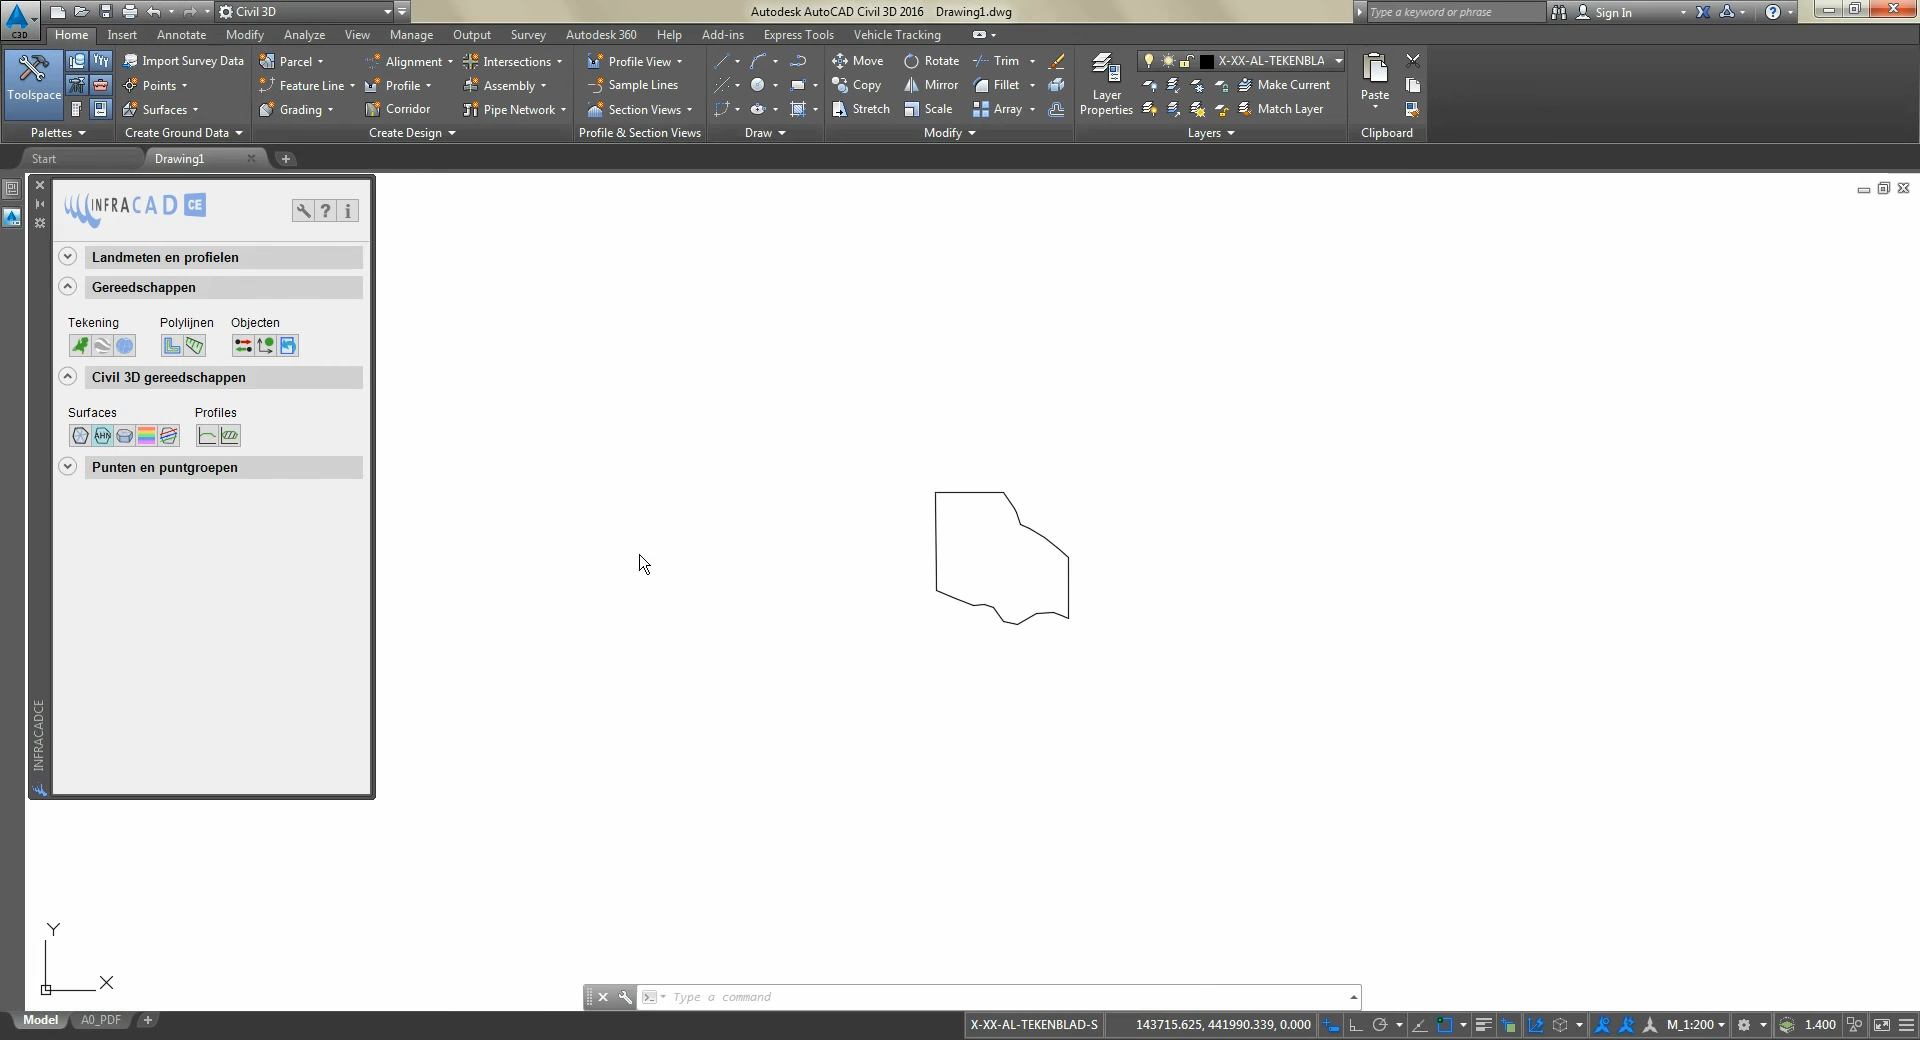 Civil 3D
Autodesk AutoCAD Civil 3D 2016 Drawing1.dwg
Type a keyword or phrase
Sign In
C3D
Home Insert Annotate Modify Analyze View Manage Output Survey Autodesk 360 Help Add-ins Express Tools Vehicle Tracking
Toolspace
Import Survey Data
Points
Surfaces
Parcel
Feature Line
Grading
Alignment
Profile
Corridor
Intersections
Assembly
Pipe Network
Profile View
Sample Lines
Section Views
Move
Copy
Stretch
Rotate
Mirror
Scale
Trim
Fillet
Array
Layer
Properties
X-XX-AL-TEKENBLA
Make Current
Match Layer
Paste
Palettes
Create Ground Data
Create Design
Profile & Section Views
Draw
Modify
Layers
Clipboard
Start
Drawing1
INFRACAD CE
Landmeten en profielen
Gereedschappen
Tekening Polylijnen Objecten
Civil 3D gereedschappen
Surfaces Profiles
AHN
Punten en puntgroepen
INFRACADCE
Y
X
Type a command
Model
A0_PDF
X-XX-AL-TEKENBLAD-S
143715.625, 441990.339, 0.000
M_1:200
1.400